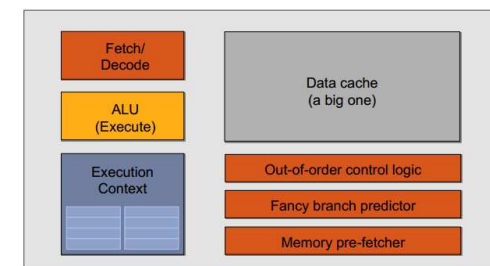 Fetch/
Decode
ALU
(Execute)
Execution
Context
Data cache
(a big one)
Out-of-order control logic
Fancy branch predictor
Memory pre-fetcher